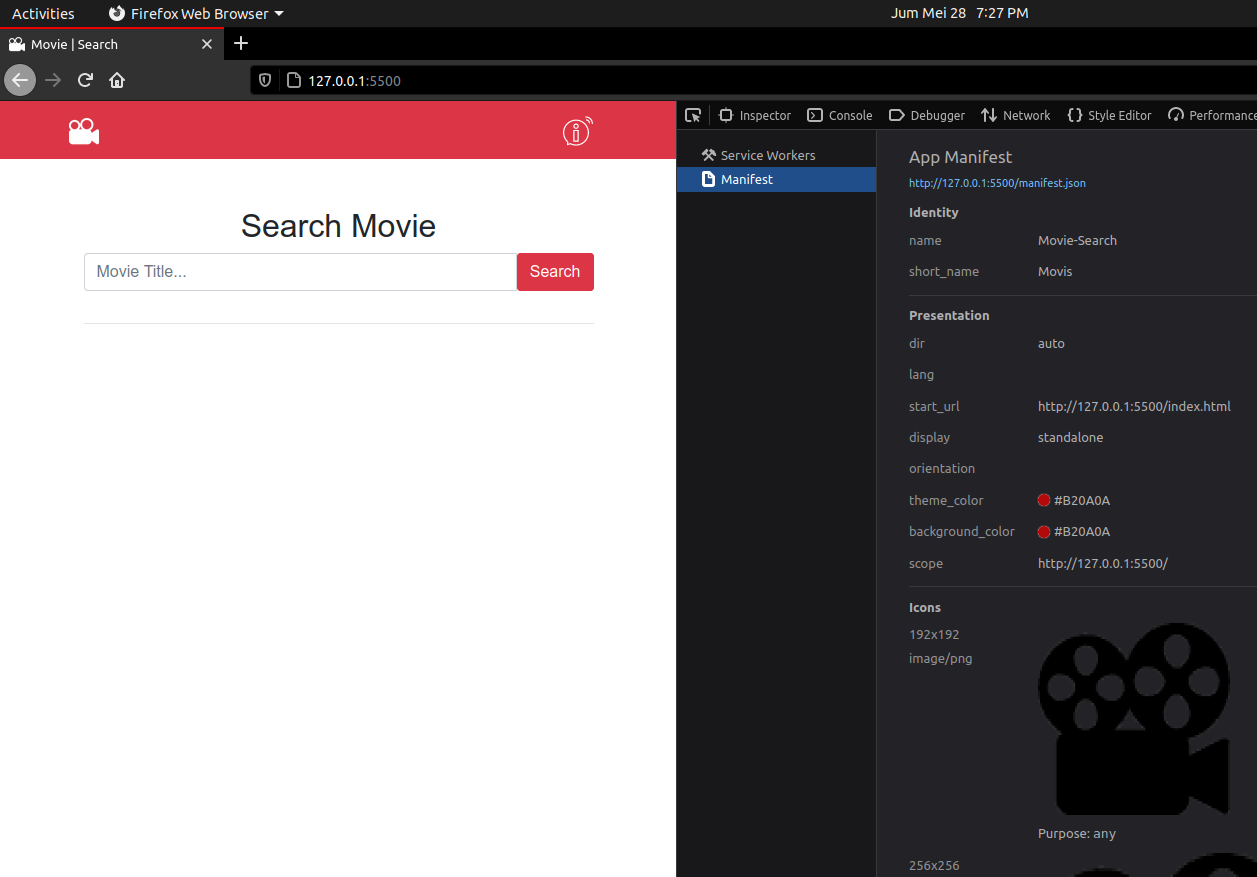 Activities Firefox Web Browser Jum Mei 28 7:27 PM
Movie | Search
127.0.0.1:5500
Search Movie
Movie Title... Search
Inspector Console Debugger Network Style Editor Performance
Service Workers
Manifest
App Manifest
http://127.0.0.1:5500/manifest.json
Identity
name Movie-Search
short_name Movis
Presentation
dir auto
lang
start_url http://127.0.0.1:5500/index.html
display standalone
orientation
theme_color #B20A0A
background_color #B20A0A
scope http://127.0.0.1:5500/
Icons
192x192
image/png
Purpose: any
256x256